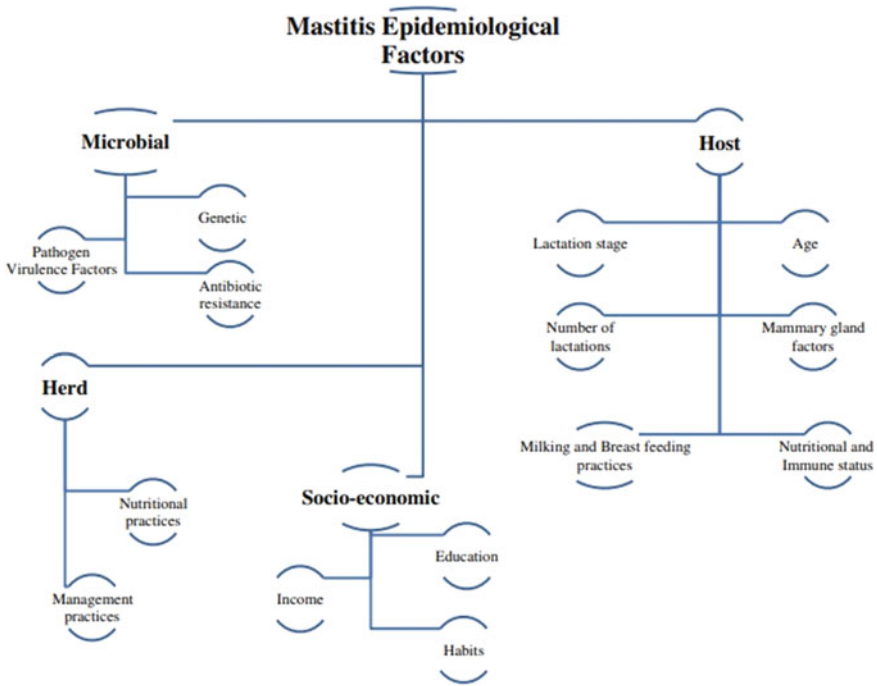 Mastitis Epidemiological
Factors
Microbial
Genetic
Pathogen
Virulence Factors
Antibiotic
resistance
Host
Lactation stage
Age
Number of
lactations
Mammary gland
factors
Milking and Breast feeding
practices
Nutritional and
Immune status
Herd
Nutritional
practices
Management
practices
Socio-economic
Education
Income
Habits